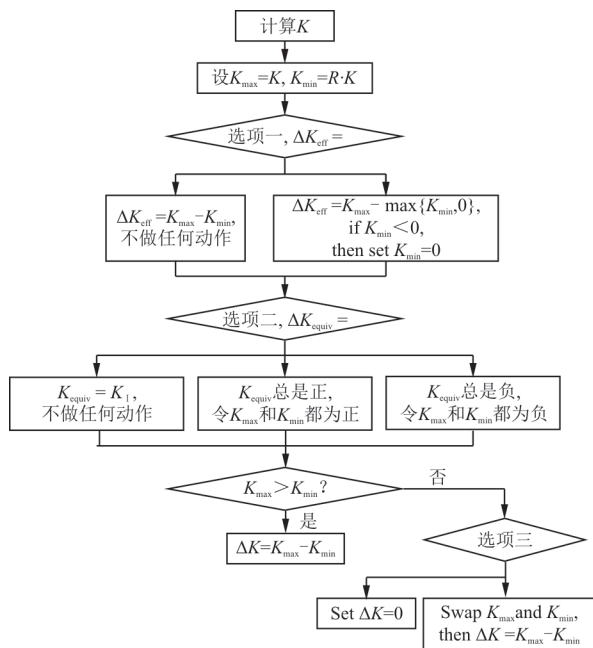 计算K
设Kmax=K, Kmin=R·K
选项一, ΔKeff =
ΔKeff =Kmax−Kmin,
不做任何动作
ΔKeff =Kmax− max{Kmin,0},
if Kmin＜0,
then set Kmin=0
选项二, ΔKequiv =
Kequiv = KⅠ,
不做任何动作
Kequiv总是正,
令Kmax和Kmin都为正
Kequiv总是负,
令Kmax和Kmin都为负
Kmax＞Kmin?
否
是
ΔK=Kmax−Kmin
选项三
Set ΔK=0
Swap Kmax and Kmin,
then ΔK =Kmax−Kmin